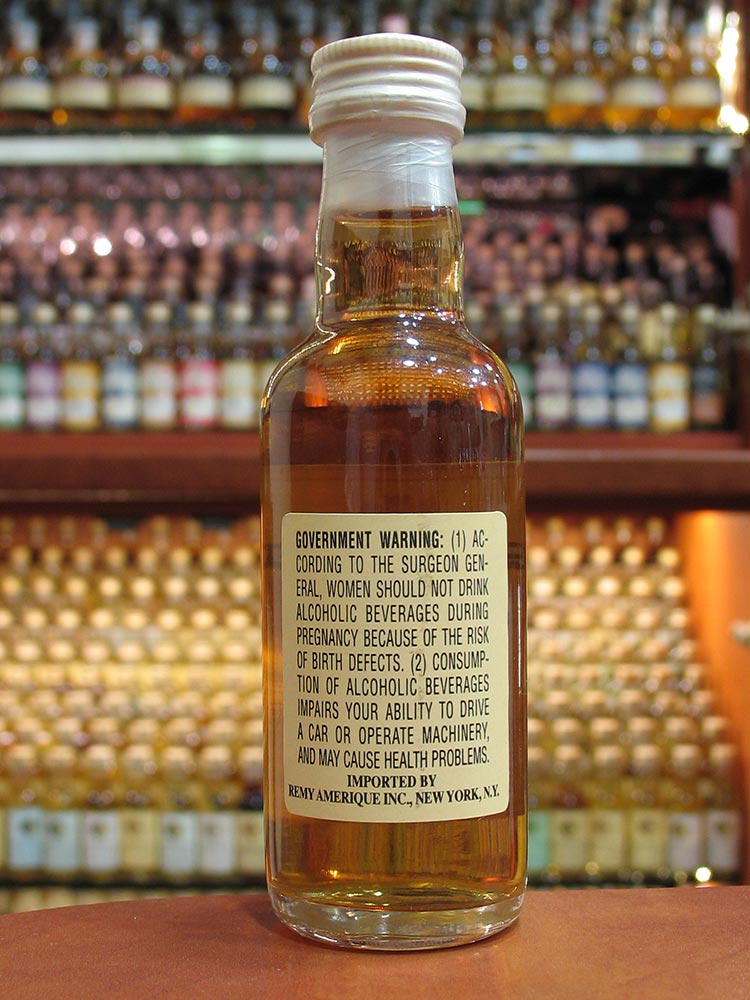 GOVERNMENT WARNING: (1) AC-
CORDING TO THE SURGEON GEN-
ERAL, WOMEN SHOULD NOT DRINK
ALCOHOLIC BEVERAGES DURING
PREGNANCY BECAUSE OF THE RISK
OF BIRTH DEFECTS. (2) CONSUMP-
TION OF ALCOHOLIC BEVERAGES
IMPAIRS YOUR ABILITY TO DRIVE
A CAR OR OPERATE MACHINERY,
AND MAY CAUSE HEALTH PROBLEMS.
IMPORTED BY
REMY AMERIQUE INC., NEW YORK, N.Y.